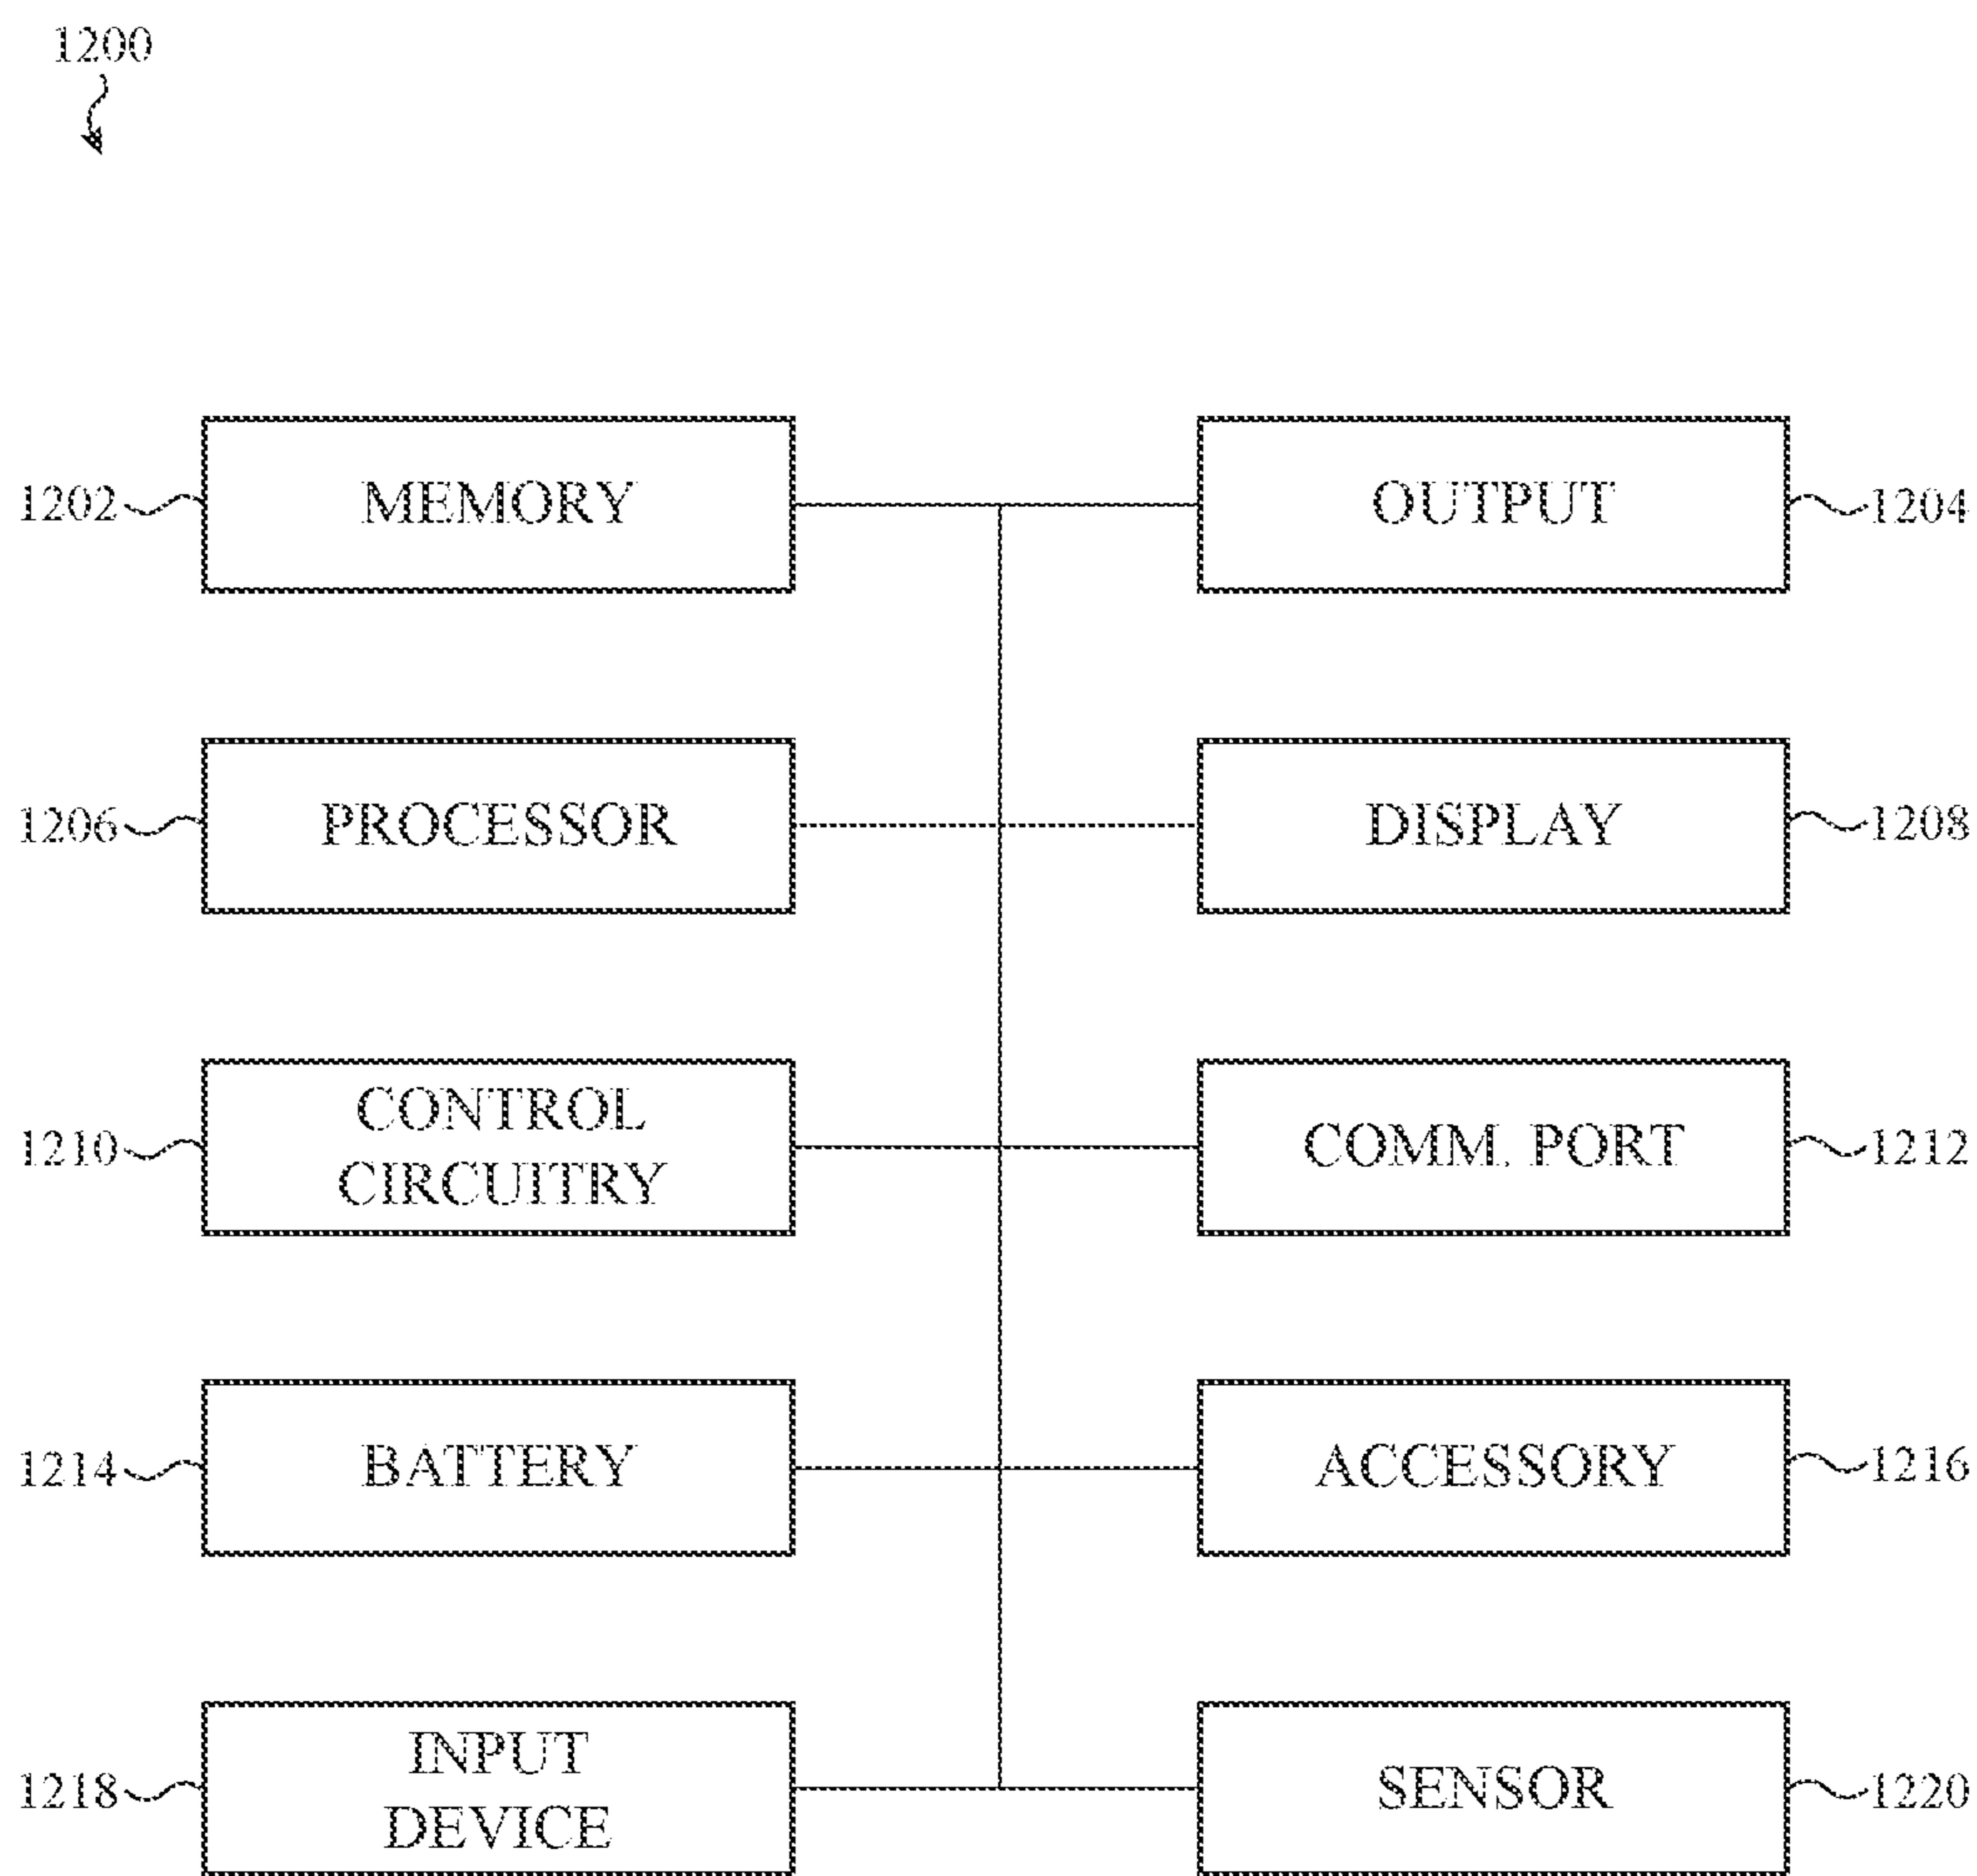 1200
1202 MEMORY OUTPUT 1204
1206 PROCESSOR DISPLAY 1208
1210 CONTROL CIRCUITRY COMM. PORT 1212
1214 BATTERY ACCESSORY 1216
1218 INPUT DEVICE SENSOR 1220